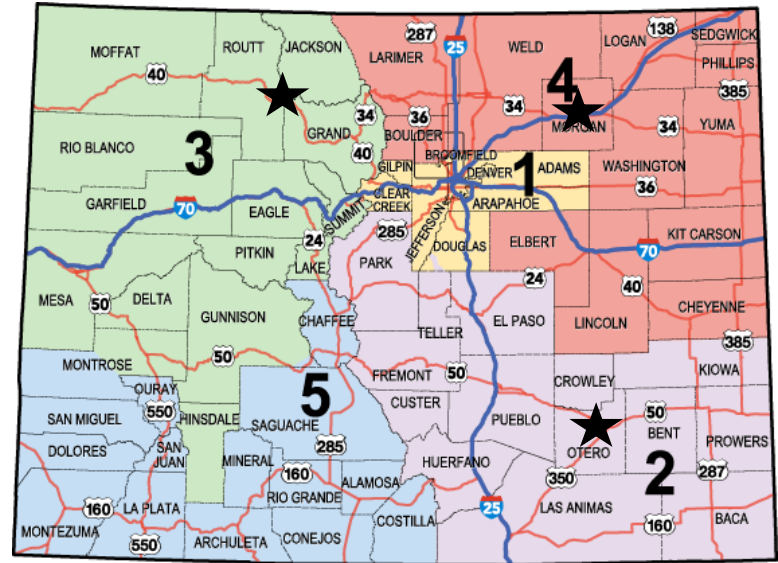 MOFFAT
ROUTT
JACKSON
LARIMER
287
25
WELD
LOGAN
138
SEDGWICK
PHILLIPS
385
40
34
36
34
4
MORGAN
34
YUMA
RIO BLANCO
3
GRAND
40
BOULDER
BROOMFIELD
GILPIN
DENVER
1
ADAMS
WASHINGTON
36
GARFIELD
70
EAGLE
SUMMIT
CLEAR
CREEK
JEFFERSON
ARAPAHOE
24
285
DOUGLAS
ELBERT
70
KIT CARSON
PITKIN
LAKE
PARK
24
40
MESA
50
DELTA
GUNNISON
CHAFFEE
TELLER
EL PASO
LINCOLN
CHEYENNE
385
MONTROSE
50
FREMONT
50
CROWLEY
KIOWA
OURAY
550
SAN MIGUEL
HINSDALE
SAGUACHE
5
CUSTER
PUEBLO
OTERO
50
BENT
PROWERS
DOLORES
SAN
JUAN
MINERAL
285
160
RIO GRANDE
ALAMOSA
HUERFANO
350
2
287
160
LA PLATA
COSTILLA
25
LAS ANIMAS
160
BACA
MONTEZUMA
550
ARCHULETA
CONEJOS